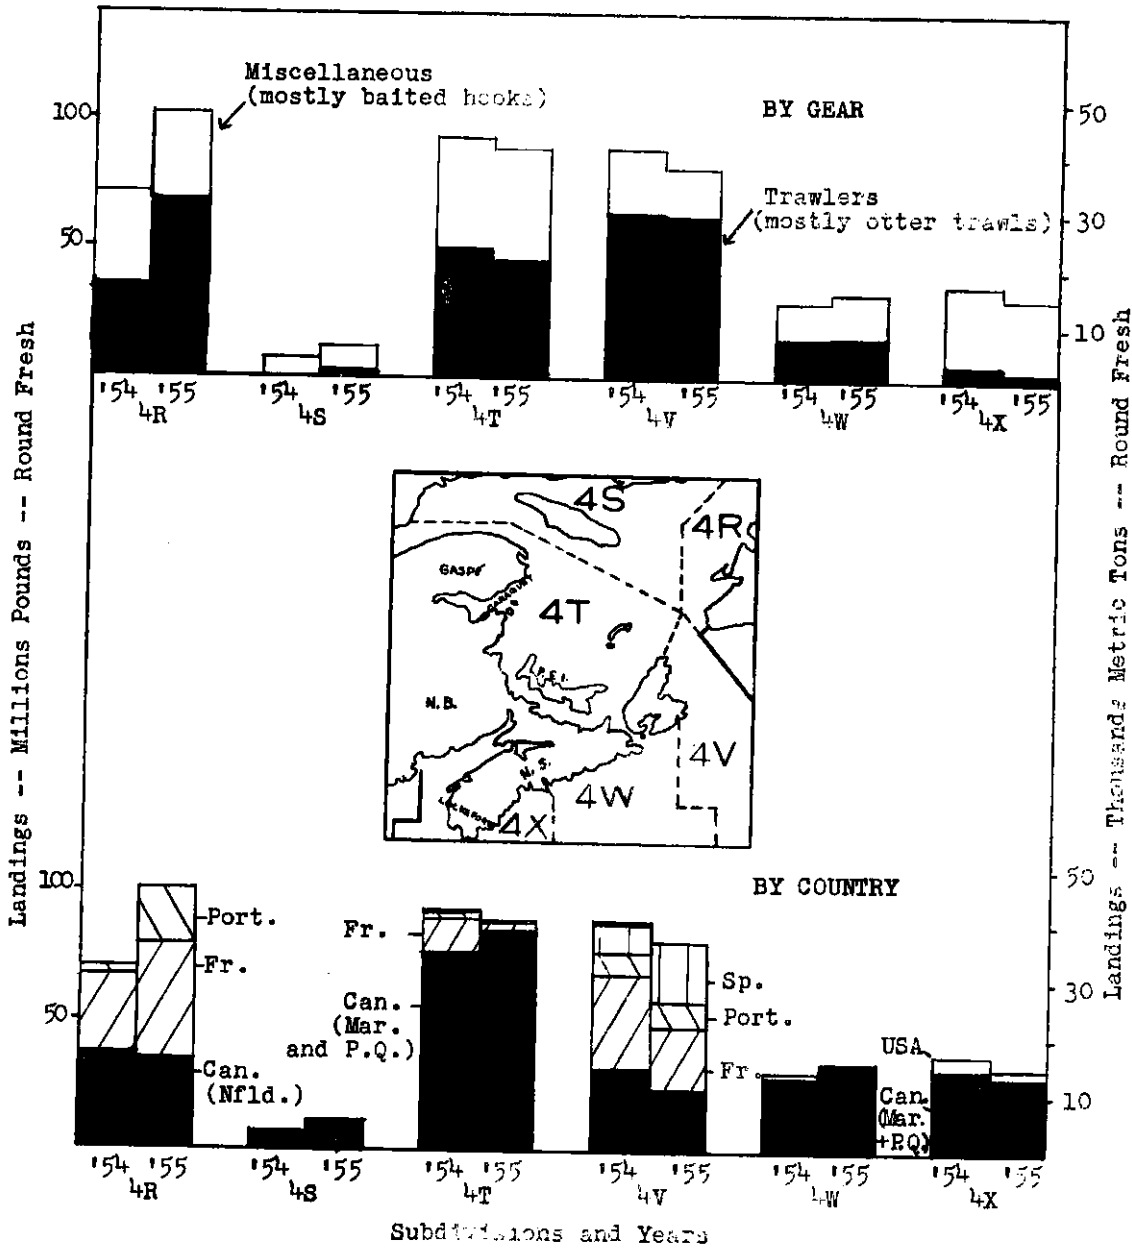 Miscellaneous
(mostly baited hooks)
BY GEAR
100
50
50
30
10
Trawlers
(mostly otter trawls)
'54 '55 '54 '55 '54 '55 '54 '55 '54 '55 '54 '55
4R 4S 4T 4V 4W 4X
Landings -- Millions Pounds -- Round Fresh
Landings -- Thousands Metric Tons -- Round Fresh
4S
4R
GASPÉ
4T
P.E.I.
N.B.
4V
N.S.
4W
4X
BY COUNTRY
100
50
50
30
10
Port.
Fr.
Can.
(Nfld.)
Fr.
Can.
(Mar.
and P.Q.)
Sp.
Port.
Fr.
USA
Can.
(Mar.
+P.Q.)
'54 '55 '54 '55 '54 '55 '54 '55 '54 '55 '54 '55
4R 4S 4T 4V 4W 4X
Subdivisions and Years